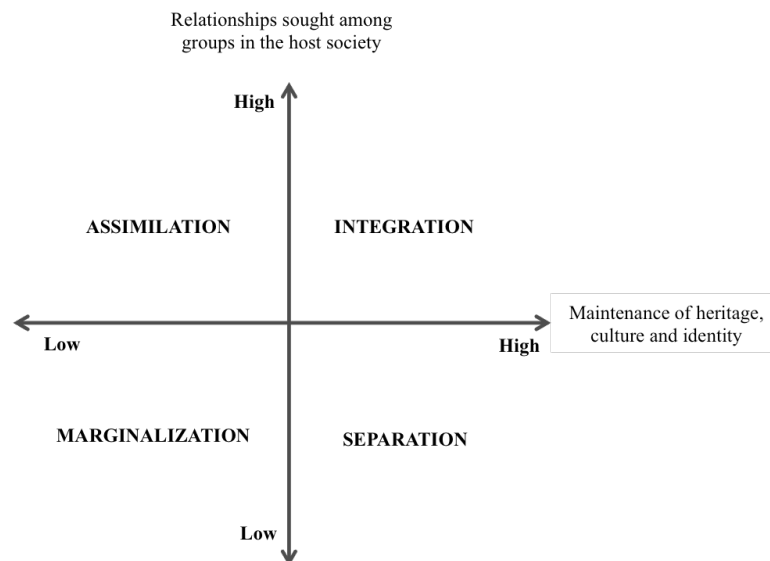 Relationships sought among
groups in the host society
High
ASSIMILATION
INTEGRATION
Maintenance of heritage,
culture and identity
Low
High
MARGINALIZATION
SEPARATION
Low